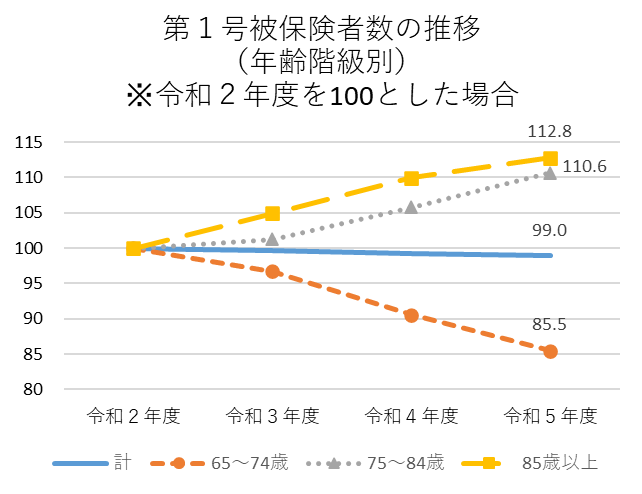 第１号被保険者数の推移
（年齢階級別）
※令和２年度を100とした場合
115
110
105
100
95
90
85
80
112.8
110.6
99.0
85.5
令和２年度 令和３年度 令和４年度 令和５年度
計 65～74歳 75～84歳 85歳以上